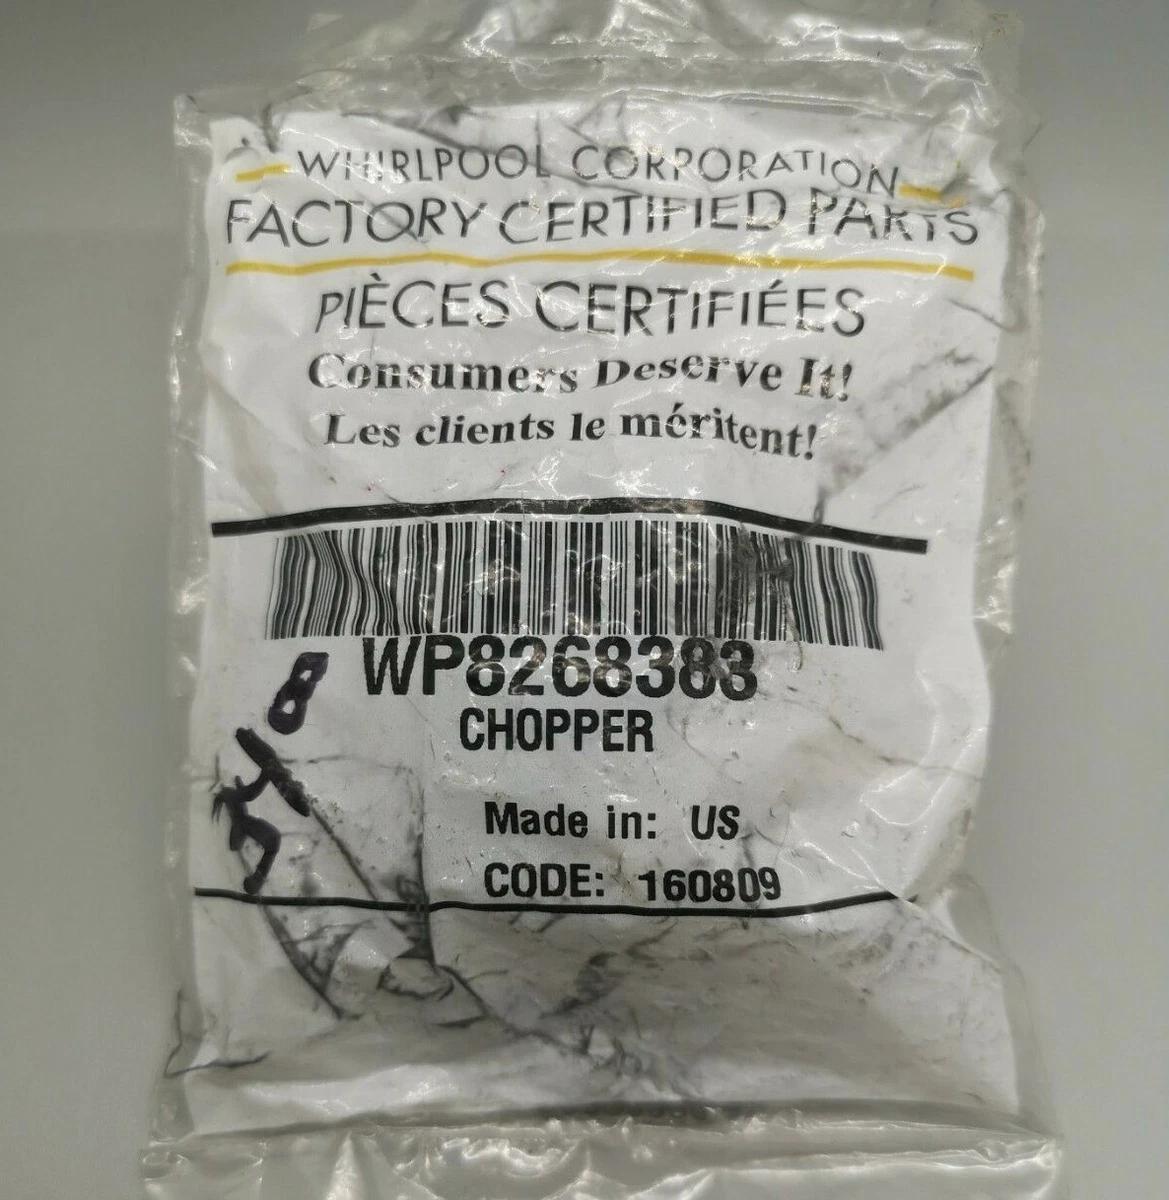 WHIRLPOOL CORPORATION
FACTORY CERTIFIED PARTS
PIÈCES CERTIFIÉES
Consumers Deserve It!
Les clients le méritent!
WP8268383
CHOPPER
Made in: US
CODE: 160809